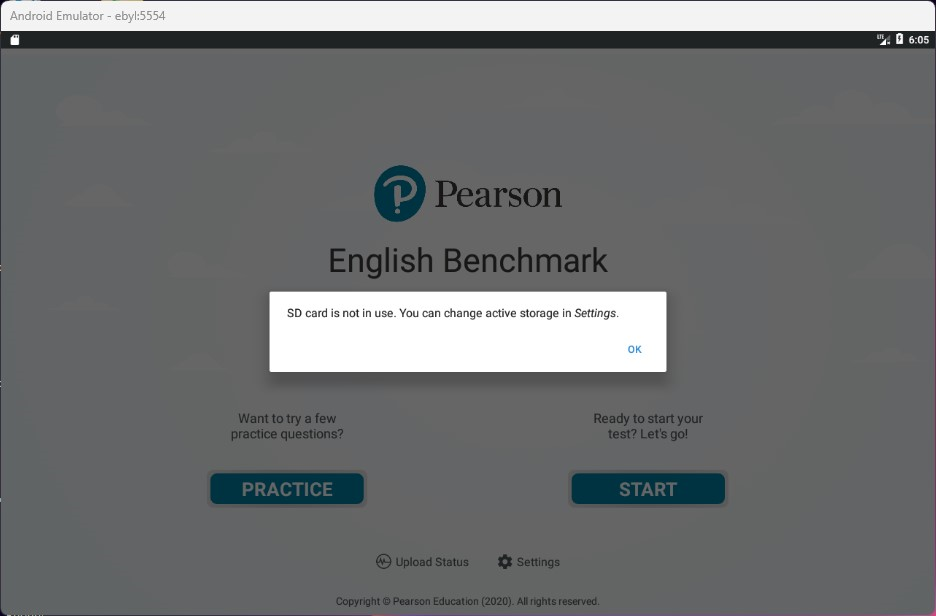 Android Emulator - ebyl:5554
LTE 6:05
Pearson
English Benchmark
SD card is not in use. You can change active storage in Settings.
OK
Want to try a few
practice questions?
Ready to start your
test? Let's go!
PRACTICE
START
Upload Status
Settings
Copyright © Pearson Education (2020). All rights reserved.